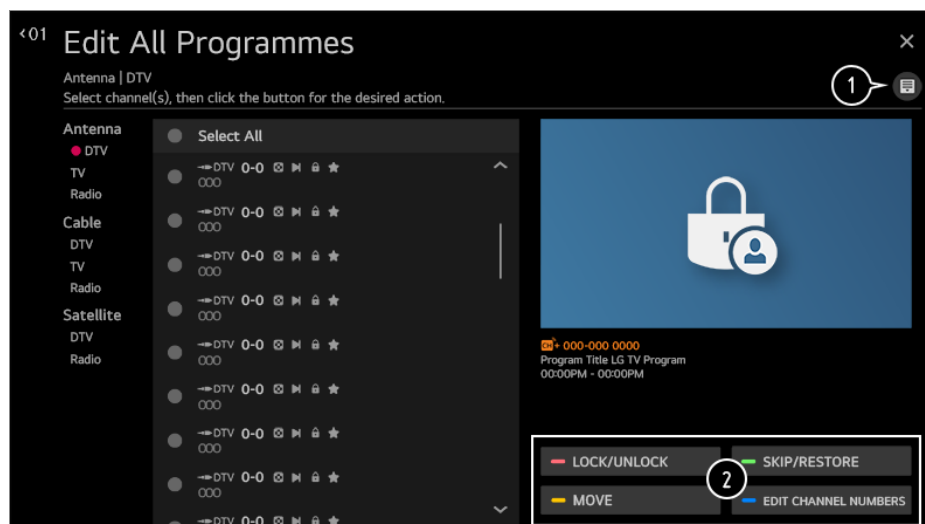 <01 Edit All Programmes
Antenna | DTV
Select channel(s), then click the button for the desired action.
1
Antenna
DTV
TV
Radio
Cable
DTV
TV
Radio
Satellite
DTV
Radio
Select All
DTV 0-0
000
DTV 0-0
000
DTV 0-0
000
DTV 0-0
000
DTV 0-0
000
DTV 0-0
000
DTV 0-0
000
DTV 0-0
000
DTV 0-0
CH+ 000-000 0000
Program Title LG TV Program
00:00PM - 00:00PM
LOCK/UNLOCK
SKIP/RESTORE
2
MOVE
EDIT CHANNEL NUMBERS